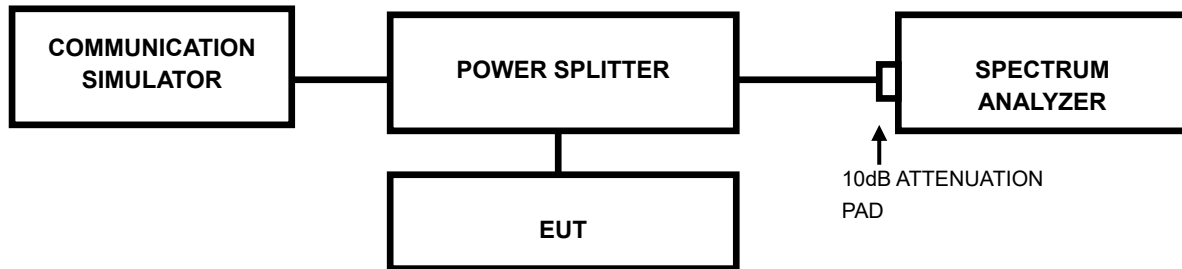 COMMUNICATION
SIMULATOR
POWER SPLITTER
SPECTRUM
ANALYZER
10dB ATTENUATION
PAD
EUT